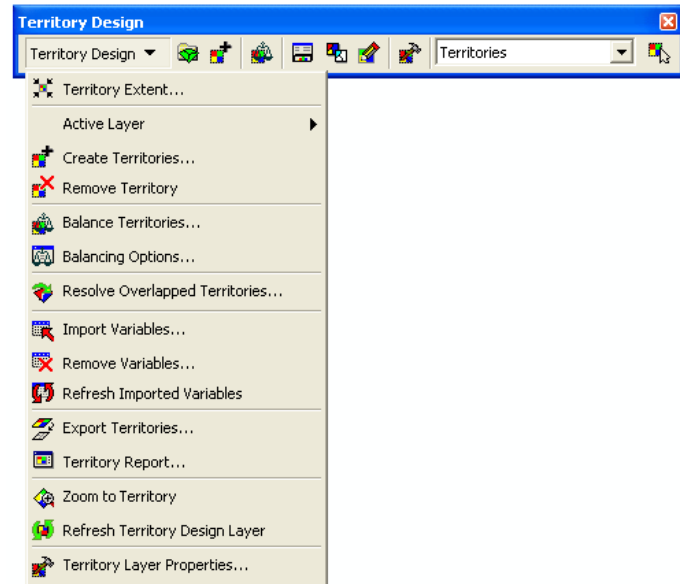 Territory Design
Territory Design
Territories
Territory Extent...
Active Layer
Create Territories...
Remove Territory
Balance Territories...
Balancing Options...
Resolve Overlapped Territories...
Import Variables...
Remove Variables...
Refresh Imported Variables
Export Territories...
Territory Report...
Zoom to Territory
Refresh Territory Design Layer
Territory Layer Properties...